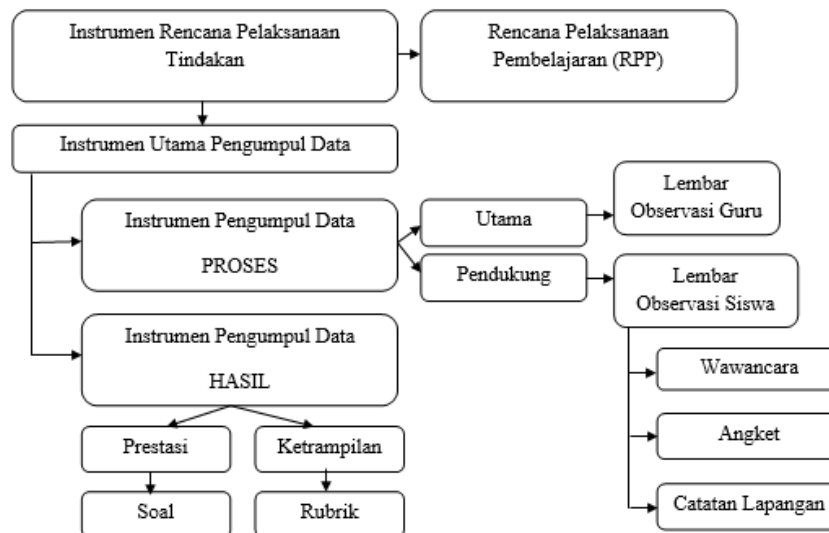 Instrumen Rencana Pelaksanaan
Tindakan
Rencana Pelaksanaan
Pembelajaran (RPP)
Instrumen Utama Pengumpul Data
Instrumen Pengumpul Data
PROSES
Utama
Lembar
Observasi Guru
Pendukung
Lembar
Observasi Siswa
Instrumen Pengumpul Data
HASIL
Wawancara
Angket
Catatan Lapangan
Prestasi
Ketrampilan
Soal
Rubrik